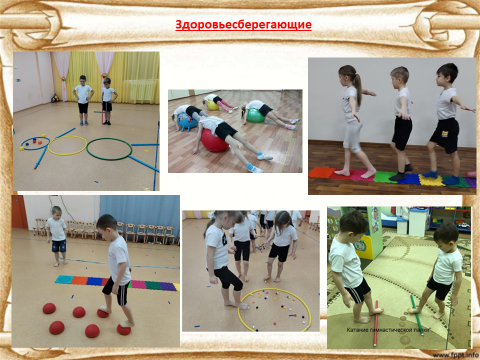 Здоровьесберегающие
Катание гимнастической палки
www.fppt.info